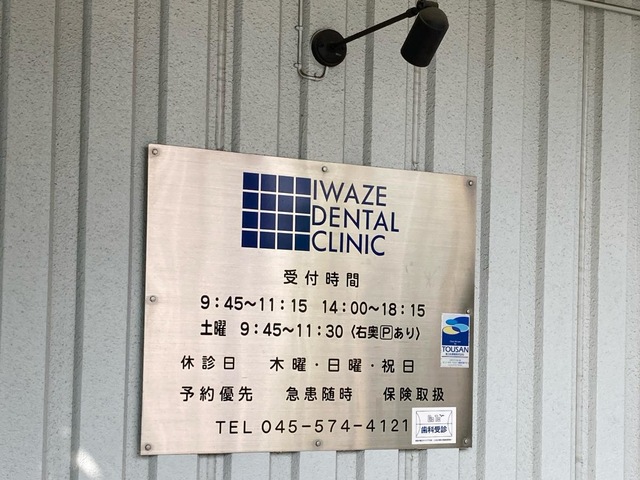 IWAZE
DENTAL
CLINIC
受付時間
9:45～11:15 14:00～18:15
土曜 9:45～11:30 〈右奥Ⓟあり〉
休診日 木曜・日曜・祝日
予約優先 急患随時 保険取扱
TEL 045-574-4121
TOUSAN
歯科受診